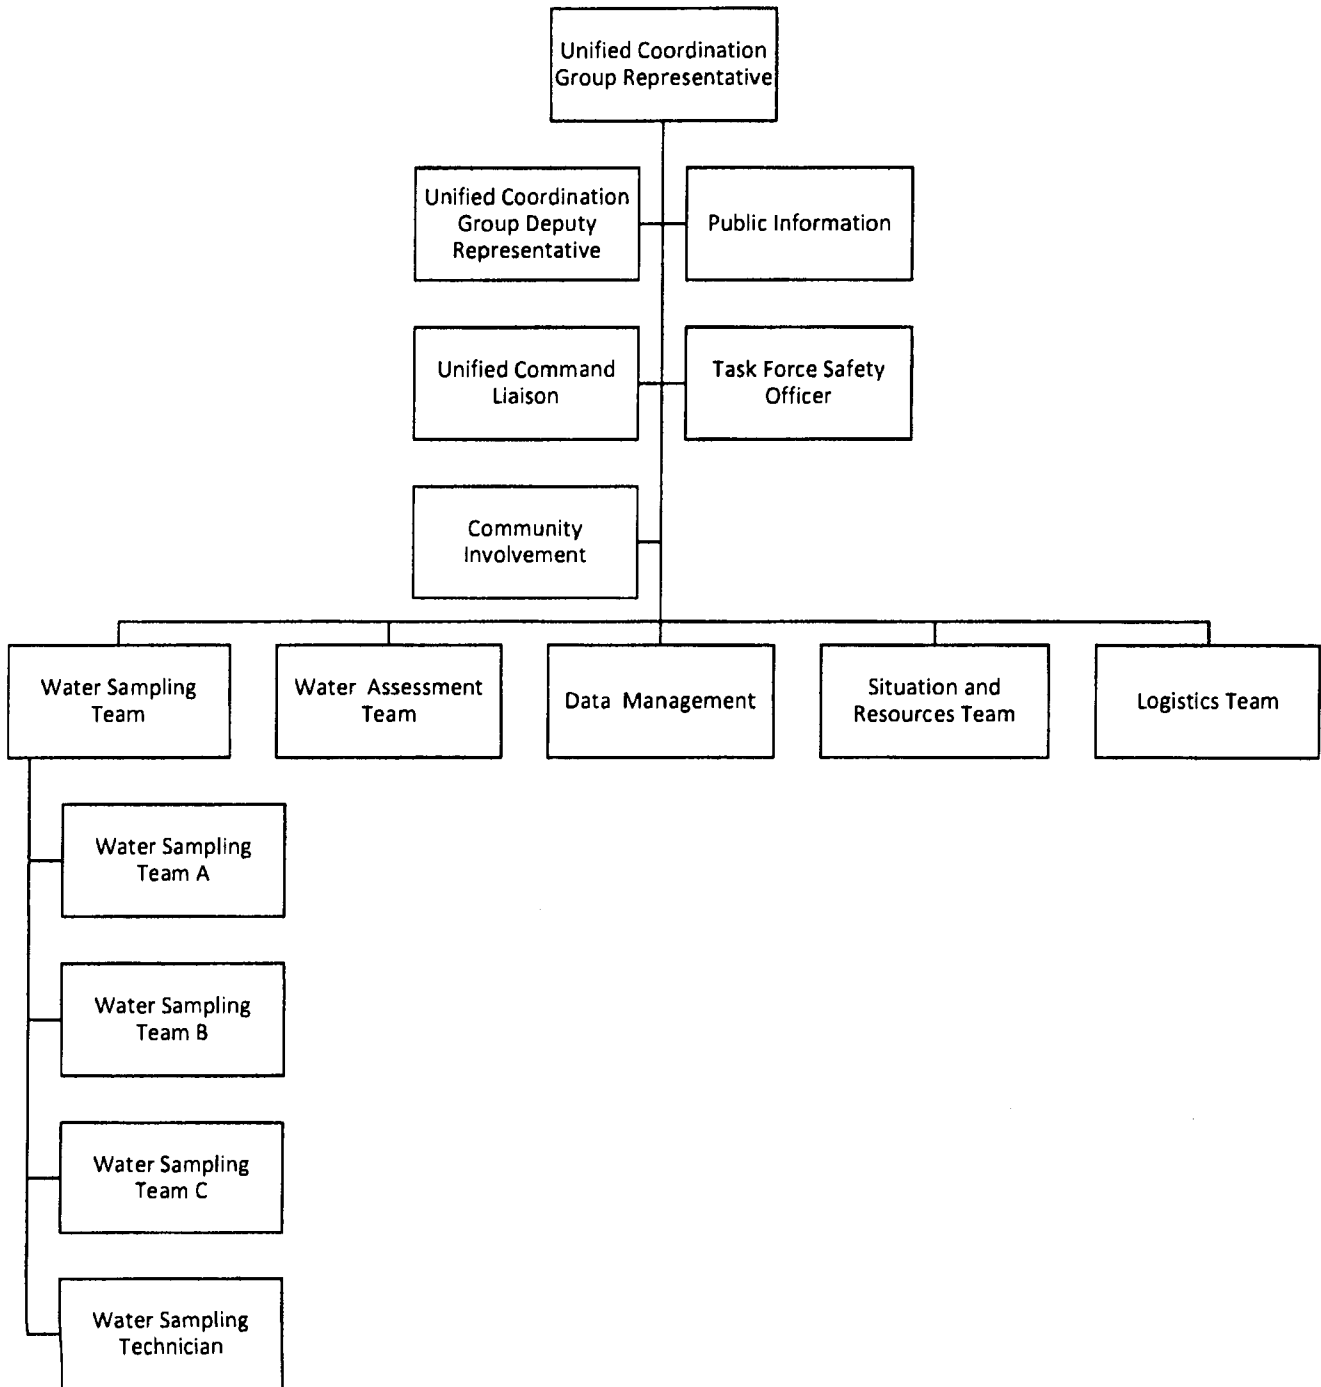 Unified Coordination
Group Representative
Unified Coordination
Group Deputy
Representative
Public Information
Unified Command
Liaison
Task Force Safety
Officer
Community
Involvement
Water Sampling
Team
Water Assessment
Team
Data Management
Situation and
Resources Team
Logistics Team
Water Sampling
Team A
Water Sampling
Team B
Water Sampling
Team C
Water Sampling
Technician